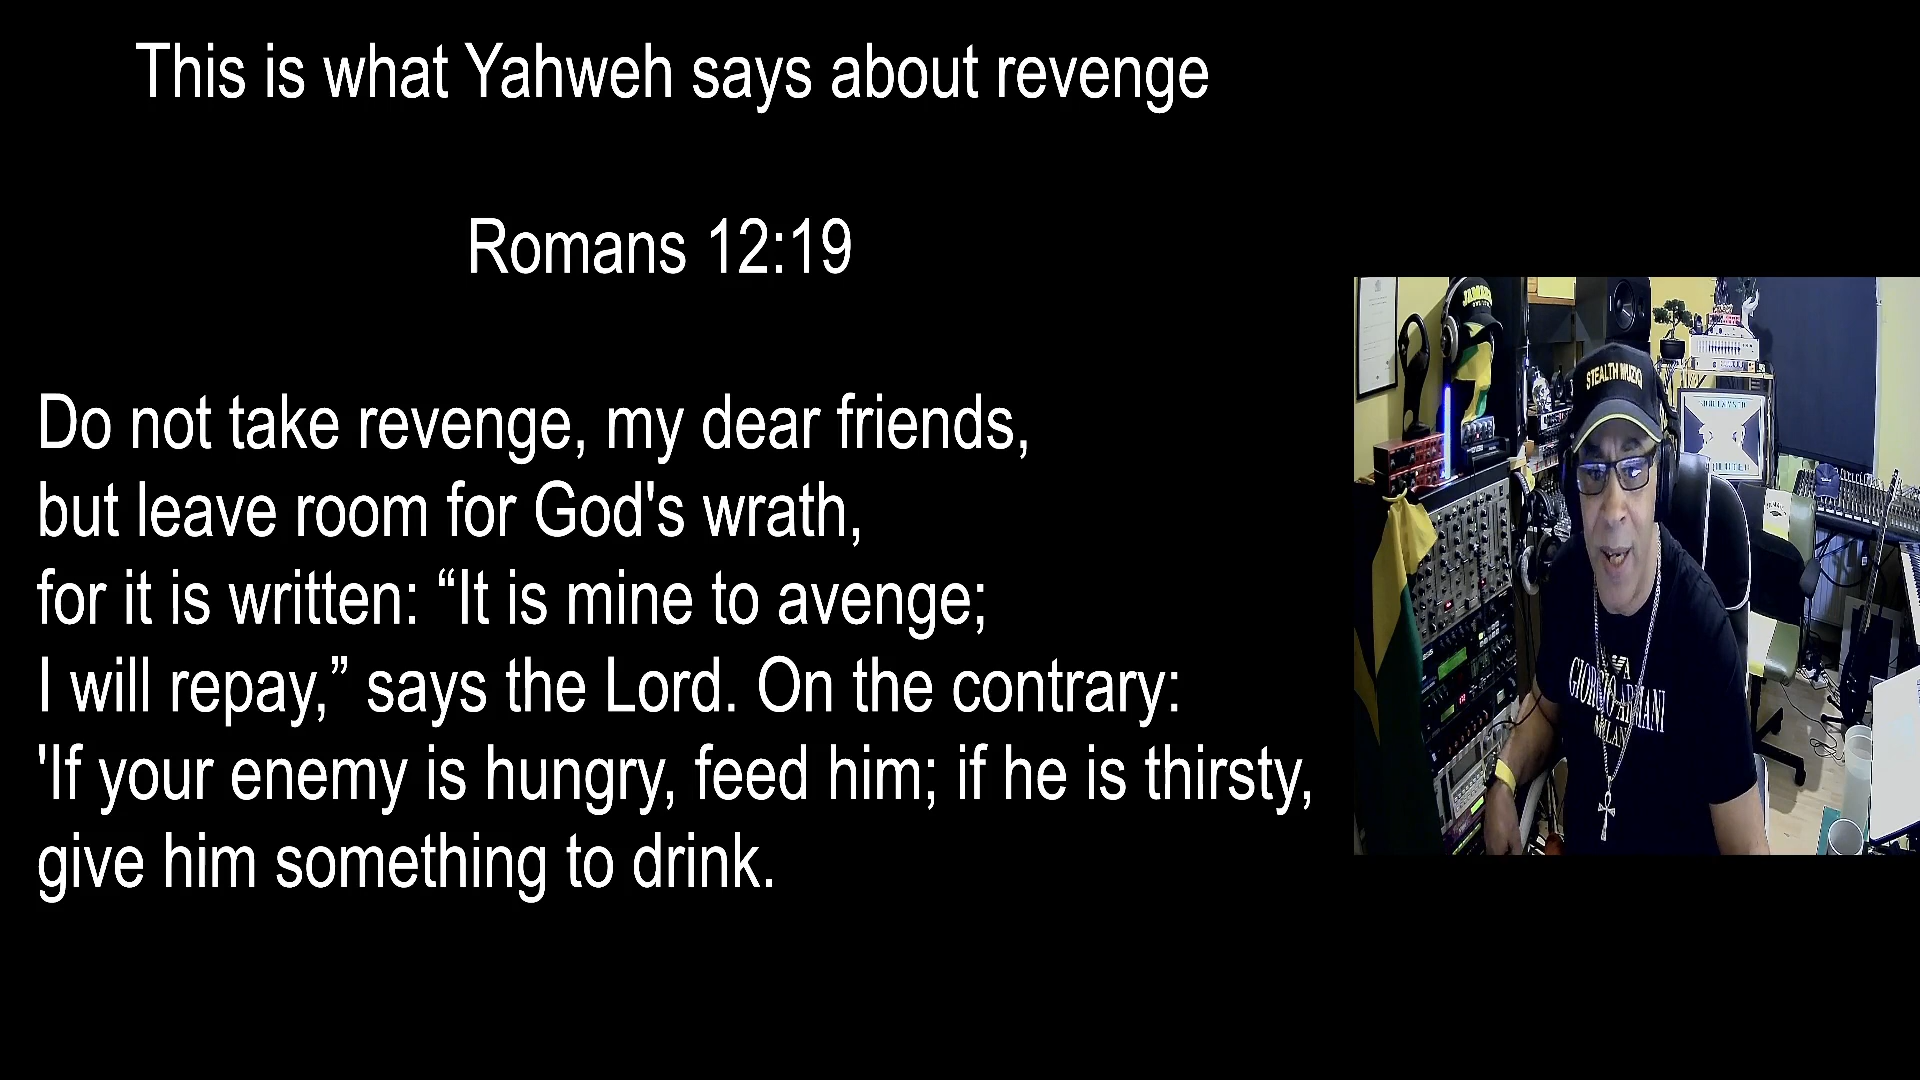 This is what Yahweh says about revenge
Romans 12:19
Do not take revenge, my dear friends,
but leave room for God's wrath,
for it is written: “It is mine to avenge;
I will repay,” says the Lord. On the contrary:
'If your enemy is hungry, feed him; if he is thirsty,
give him something to drink.
STEALTH MUZIQ
GIORGIO ARMANI
MILANO